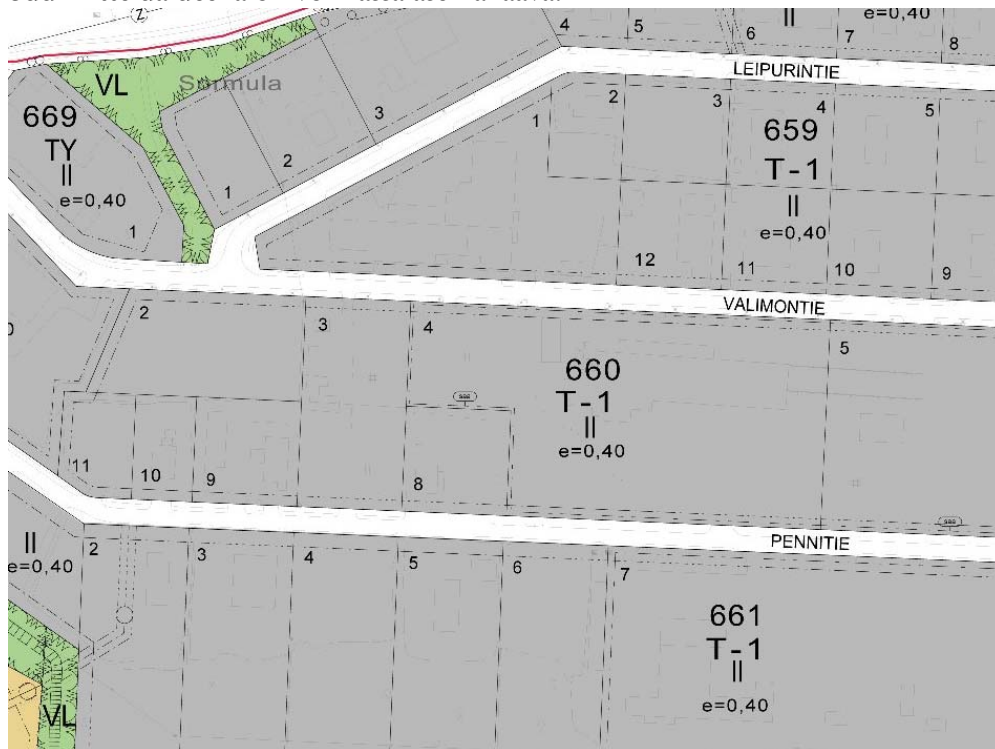 Z
II
e=0,40
4
5
6
7
8
LEIPURINTIE
VL
Sormula
669
TY
II
e=0,40
1
1
2
3
1
2
3
4
5
659
T-1
II
e=0,40
12
11
10
9
VALIMONTIE
2
3
4
5
660
T-1
II
e=0,40
11
10
9
8
PENNITIE
II
e=0,40
2
3
4
5
6
7
661
T-1
II
e=0,40
VL